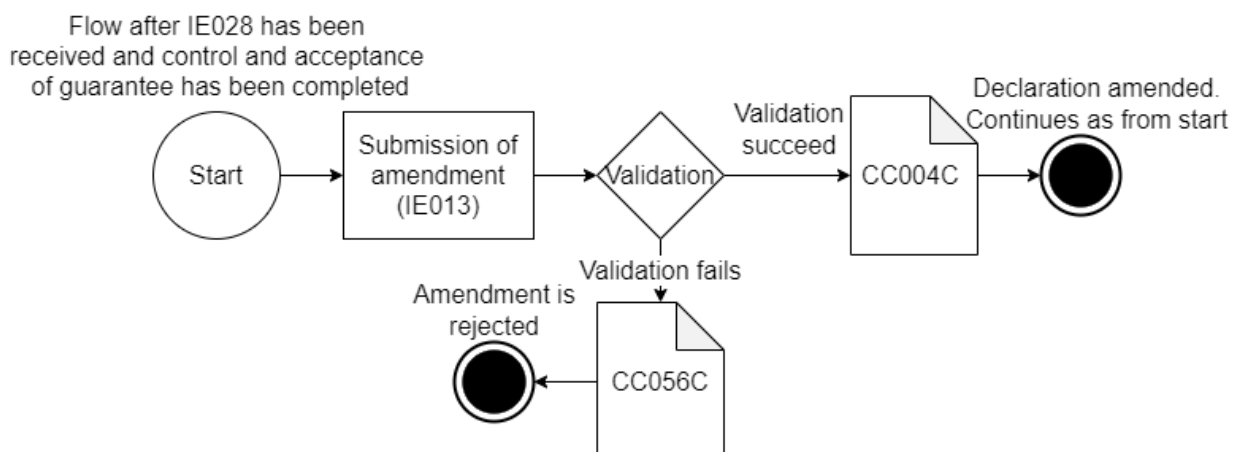 Flow after IE028 has been
received and control and acceptance
of guarantee has been completed
Start
Submission of
amendment
(IE013)
Validation
Validation
succeed
CC004C
Declaration amended.
Continues as from start
Validation fails
CC056C
Amendment is
rejected